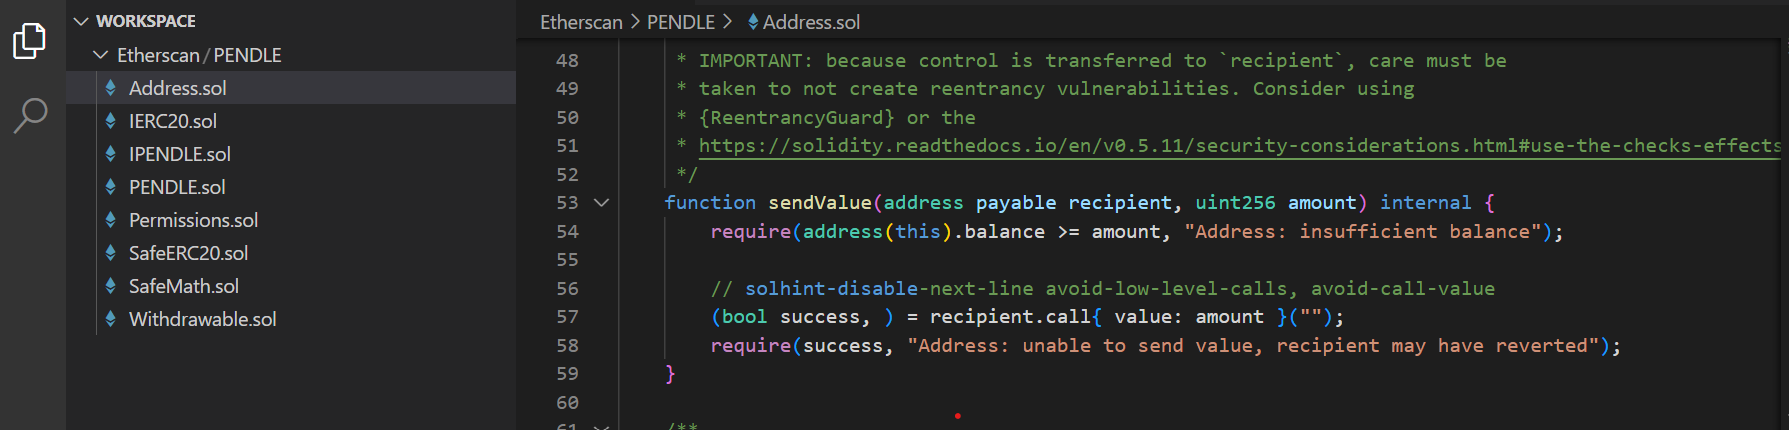 WORKSPACE
Etherscan / PENDLE
Address.sol
IERC20.sol
IPENDLE.sol
PENDLE.sol
Permissions.sol
SafeERC20.sol
SafeMath.sol
Withdrawable.sol
Etherscan > PENDLE > Address.sol
48 * IMPORTANT: because control is transferred to `recipient`, care must be
49 * taken to not create reentrancy vulnerabilities. Consider using
50 * {ReentrancyGuard} or the
51 * https://solidity.readthedocs.io/en/v0.5.11/security-considerations.html#use-the-checks-effects
52 */
53 function sendValue(address payable recipient, uint256 amount) internal {
54 require(address(this).balance >= amount, "Address: insufficient balance");
55
56 // solhint-disable-next-line avoid-low-level-calls, avoid-call-value
57 (bool success, ) = recipient.call{ value: amount }("");
58 require(success, "Address: unable to send value, recipient may have reverted");
59 }
60
61 /**